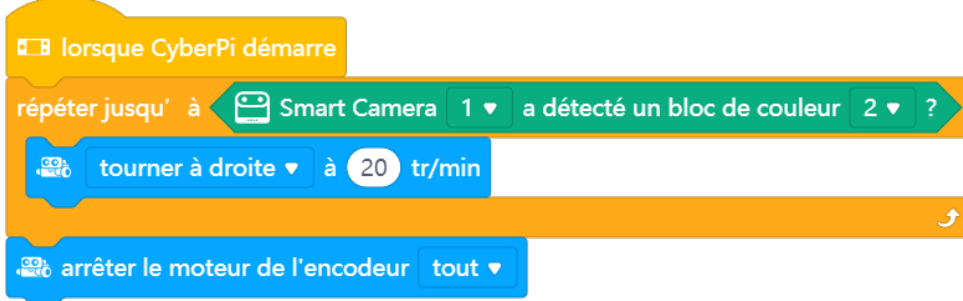 lorsque CyberPi démarre
répéter jusqu' à Smart Camera 1 a détecté un bloc de couleur 2 ?
tourner à droite à 20 tr/min
arrêter le moteur de l'encodeur tout